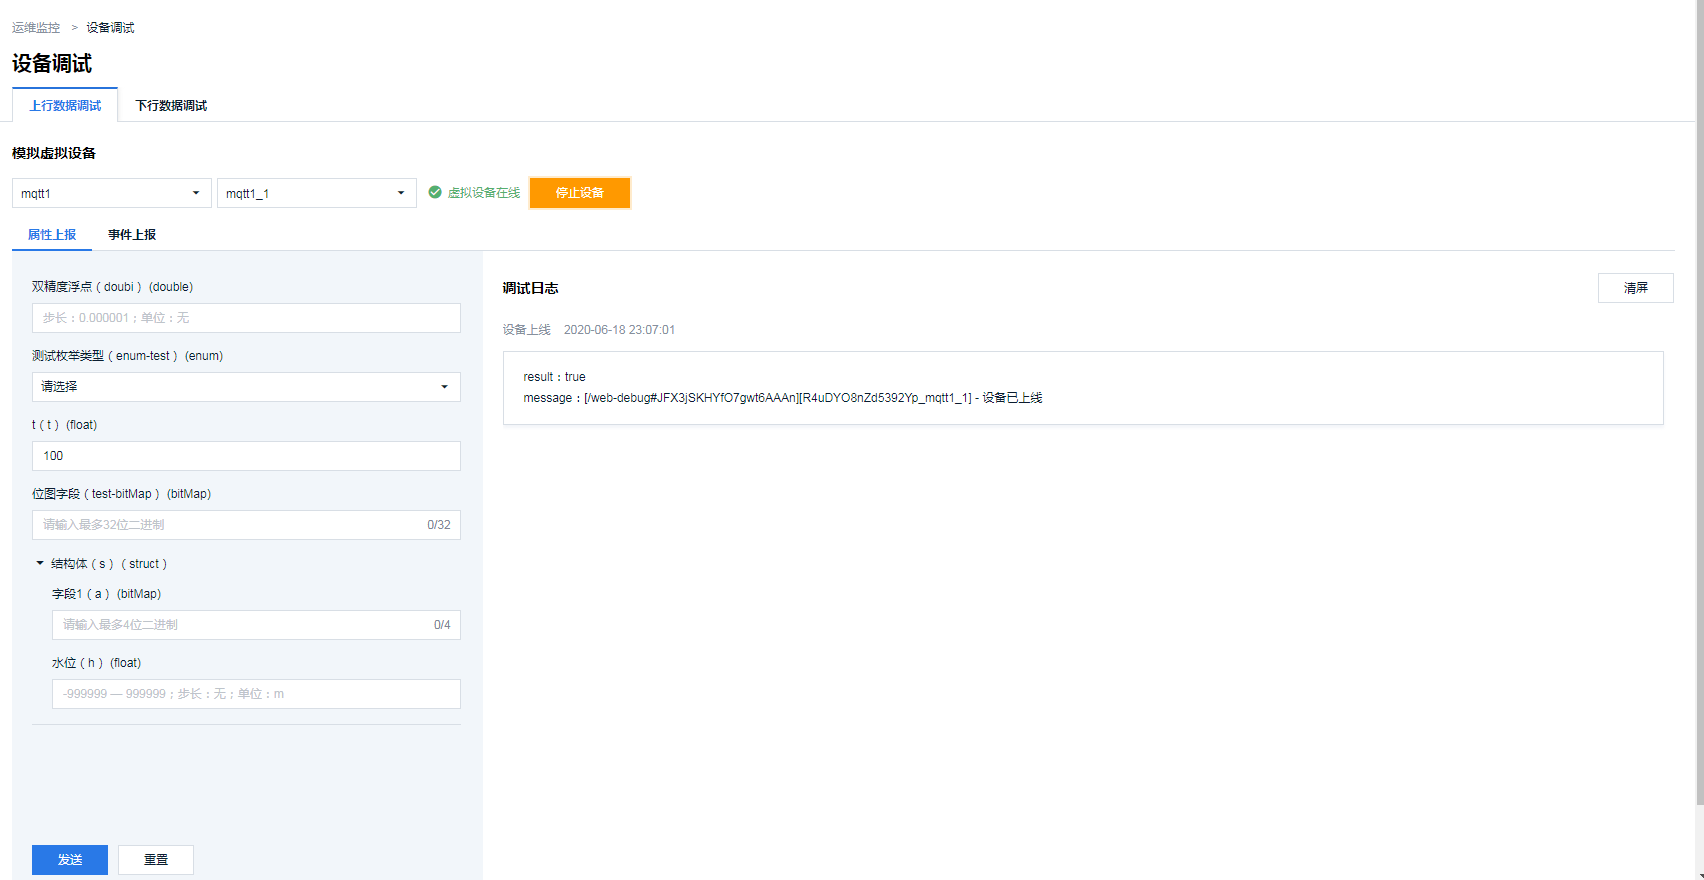 运维监控 > 设备调试
设备调试
上行数据调试 下行数据调试
模拟虚拟设备
mqtt1 mqtt1_1 虚拟设备在线 停止设备
属性上报 事件上报
双精度浮点（doubi）(double)
步长：0.000001；单位：无
测试枚举类型（enum-test）(enum)
请选择
t（t）(float)
100
位图字段（test-bitMap）(bitMap)
请输入最多32位二进制 0/32
结构体（s）（struct）
字段1（a）(bitMap)
请输入最多4位二进制 0/4
水位（h）(float)
-999999 — 999999；步长：无；单位：m
发送 重置
调试日志 清屏
设备上线 2020-06-18 23:07:01
result：true
message：[/web-debug#JFX3jSKHYfO7gwt6AAAn][R4uDYO8nZd5392Yp_mqtt1_1] - 设备已上线